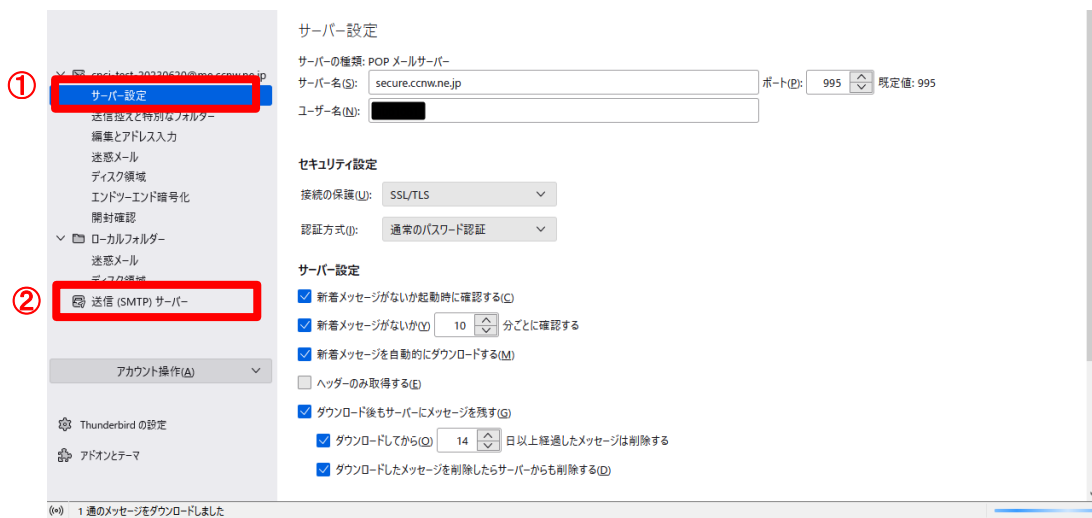 サーバー設定
サーバーの種類: POP メールサーバー
サーバー名(S): secure.ccnw.ne.jp ポート(P): 995 既定値: 995
ユーザー名(N):
セキュリティ設定
接続の保護(U): SSL/TLS
認証方式(I): 通常のパスワード認証
サーバー設定
新着メッセージがないか起動時に確認する(C)
新着メッセージがないか(Y) 10 分ごとに確認する
新着メッセージを自動的にダウンロードする(M)
ヘッダーのみ取得する(E)
ダウンロード後もサーバーにメッセージを残す(G)
ダウンロードしてから(O) 14 日以上経過したメッセージは削除する
ダウンロードしたメッセージを削除したらサーバーからも削除する(D)
①
サーバー設定
送信控えと特別なフォルダー
編集とアドレス入力
迷惑メール
ディスク領域
エンドツーエンド暗号化
開封確認
ローカルフォルダー
迷惑メール
ディスク領域
②
送信 (SMTP) サーバー
アカウント操作(A)
Thunderbird の設定
アドオンとテーマ
1 通のメッセージをダウンロードしました